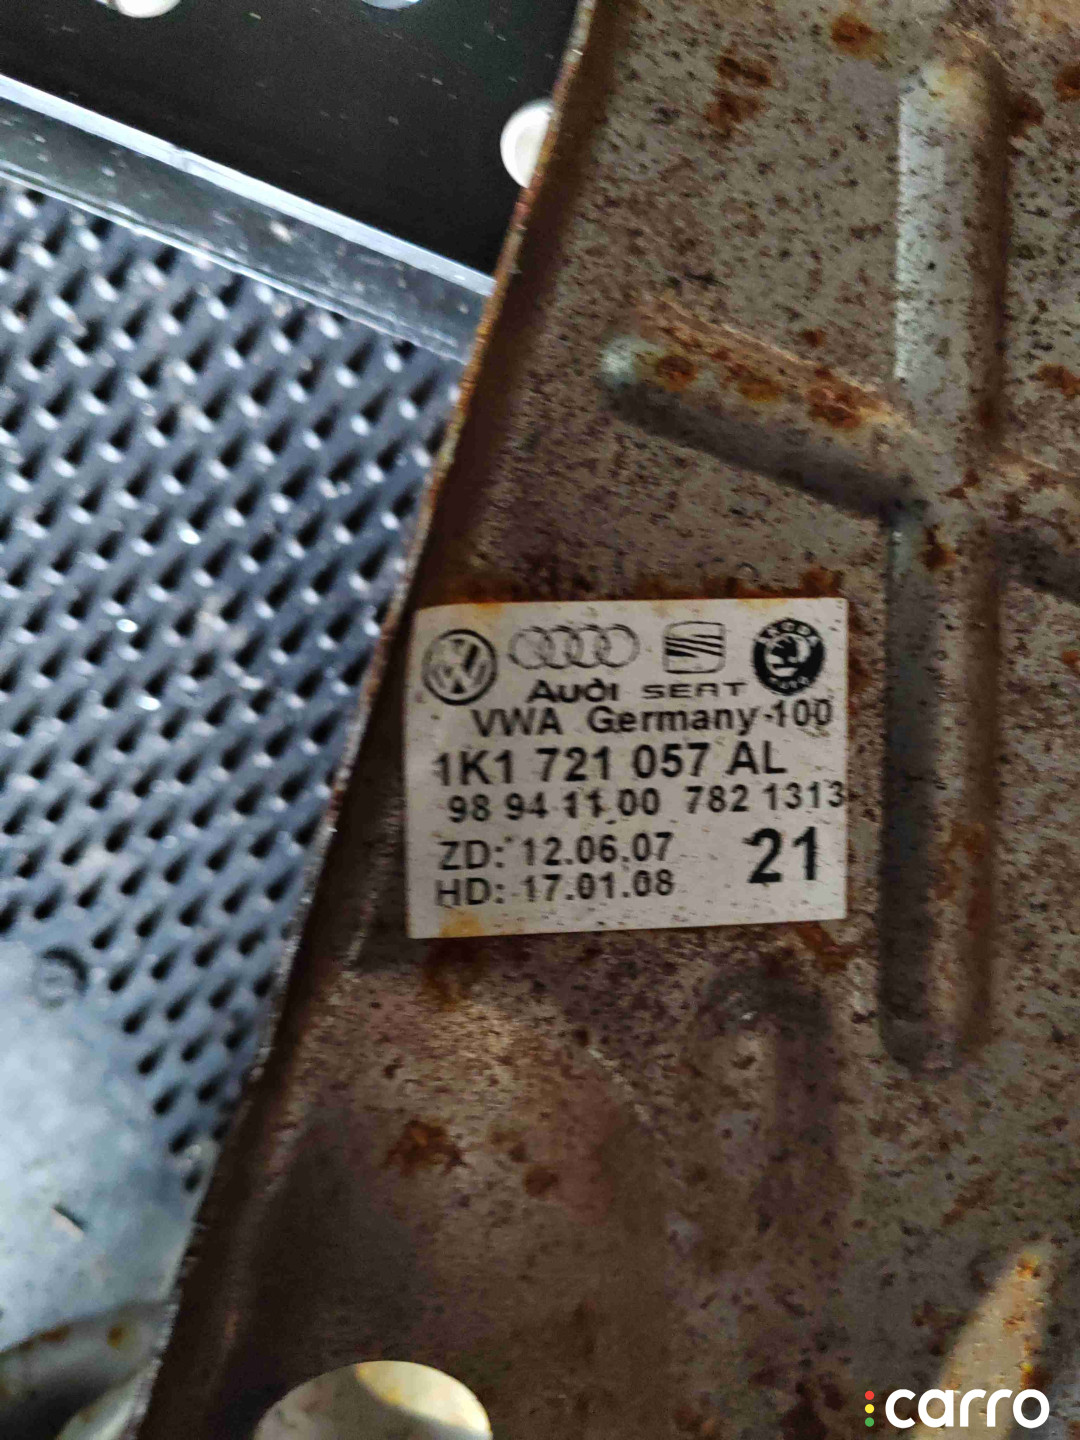 Audi SEAT
VWA Germany-100
1K1 721 057 AL
98 94 11 00 782 1313
ZD: 12.06.07 21
HD: 17.01.08
carro